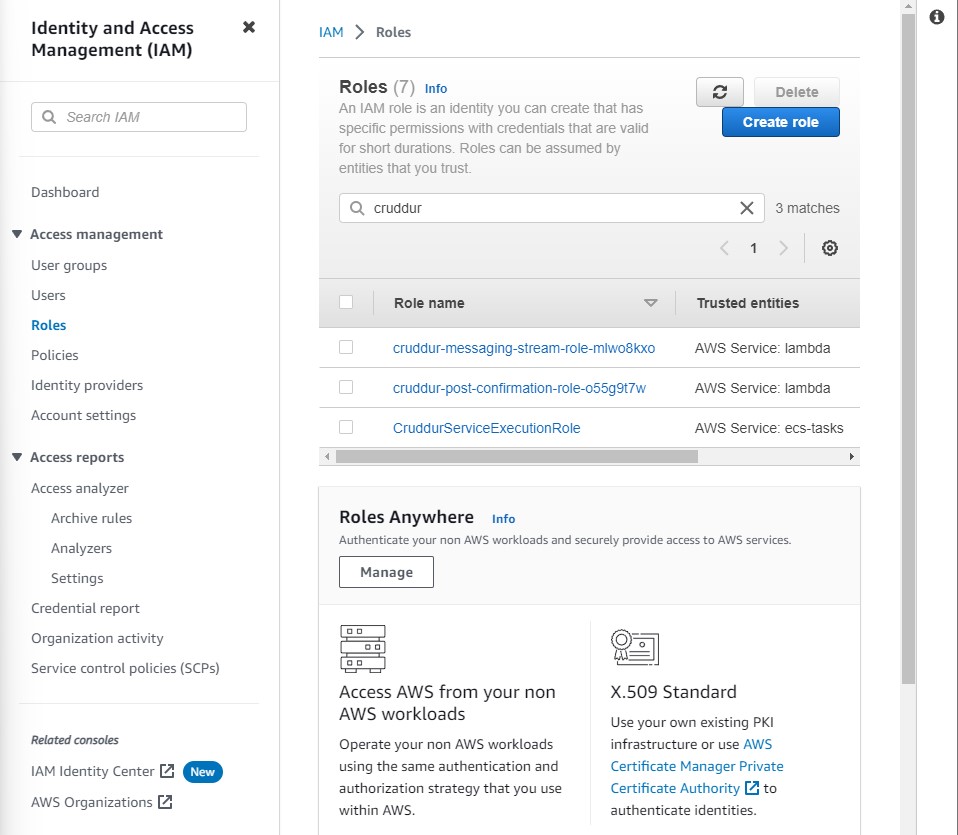 Identity and Access
Management (IAM)
Search IAM
Dashboard
Access management
User groups
Users
Roles
Policies
Identity providers
Account settings
Access reports
Access analyzer
Archive rules
Analyzers
Settings
Credential report
Organization activity
Service control policies (SCPs)
Related consoles
IAM Identity Center New
AWS Organizations
IAM > Roles
Roles (7) Info
An IAM role is an identity you can create that has
specific permissions with credentials that are valid
for short durations. Roles can be assumed by
entities that you trust.
Delete
Create role
cruddur
3 matches
1
Role name Trusted entities
cruddur-messaging-stream-role-mlwo8kxo AWS Service: lambda
cruddur-post-confirmation-role-o55g9t7w AWS Service: lambda
CruddurServiceExecutionRole AWS Service: ecs-tasks
Roles Anywhere Info
Authenticate your non AWS workloads and securely provide access to AWS services.
Manage
Access AWS from your non
AWS workloads
Operate your non AWS workloads
using the same authentication and
authorization strategy that you use
within AWS.
X.509 Standard
Use your own existing PKI
infrastructure or use AWS
Certificate Manager Private
Certificate Authority to
authenticate identities.